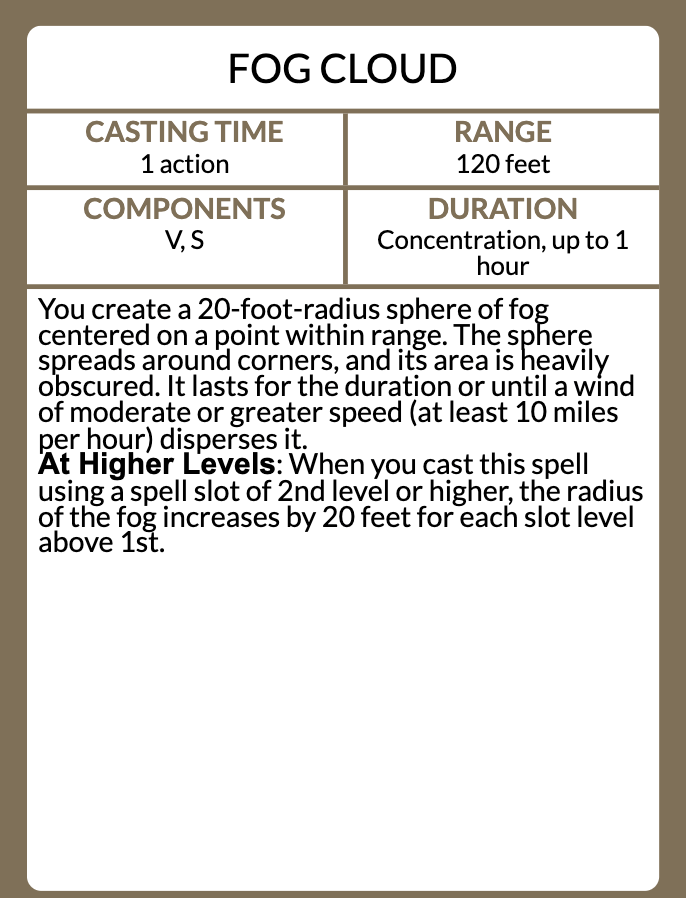 FOG CLOUD
CASTING TIME
1 action
RANGE
120 feet
COMPONENTS
V, S
DURATION
Concentration, up to 1
hour
You create a 20-foot-radius sphere of fog
centered on a point within range. The sphere
spreads around corners, and its area is heavily
obscured. It lasts for the duration or until a wind
of moderate or greater speed (at least 10 miles
per hour) disperses it.
At Higher Levels: When you cast this spell
using a spell slot of 2nd level or higher, the radius
of the fog increases by 20 feet for each slot level
above 1st.